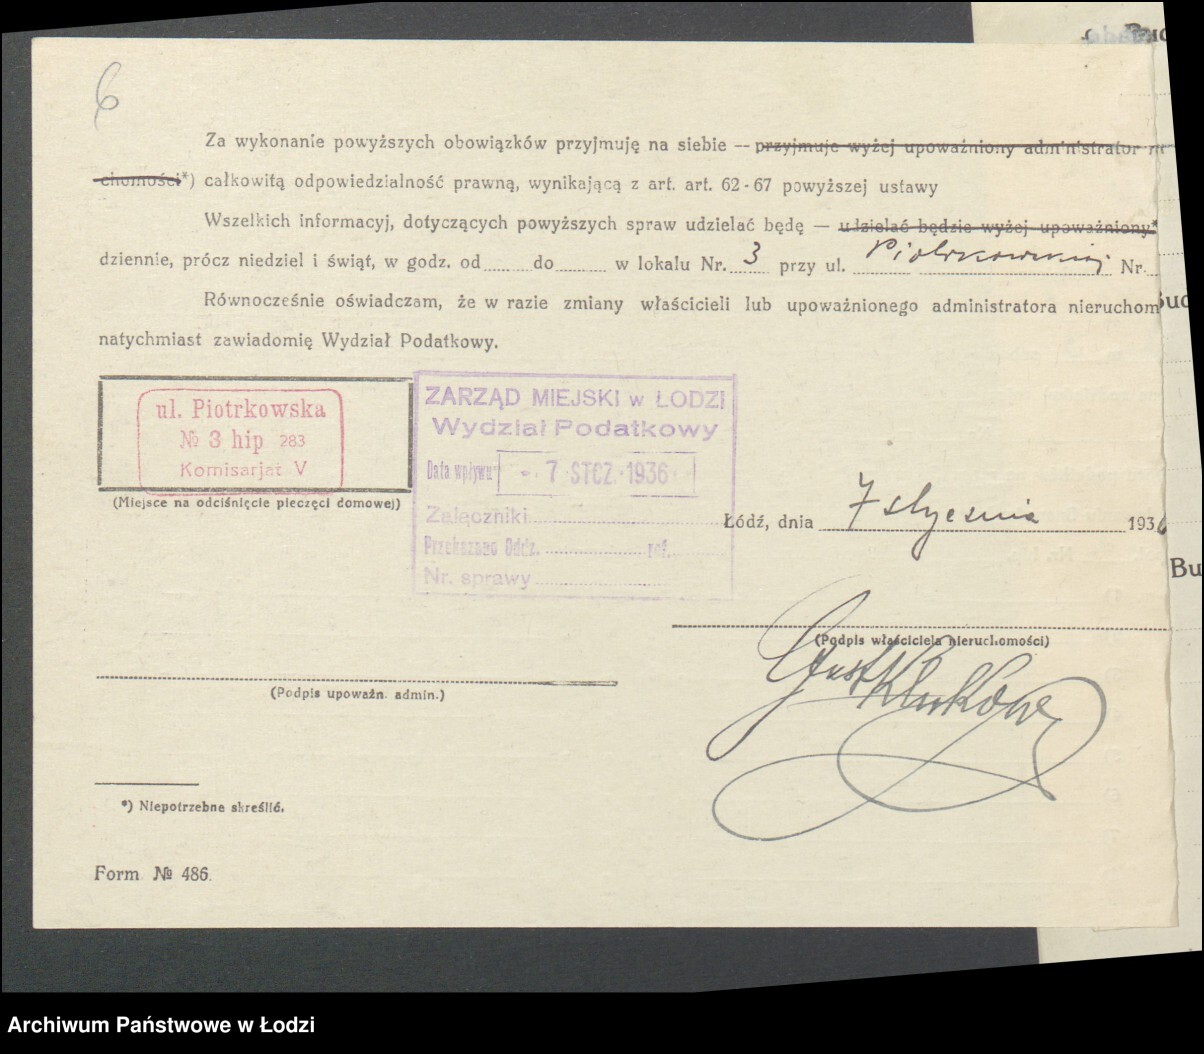 6
Za wykonanie powyższych obowiązków przyjmuję na siebie — przyjmuje wyżej upoważniony administrator
chomości*) całkowitą odpowiedzialność prawną, wynikającą z art. art. 62-67 powyższej ustawy
Wszelkich informacyj, dotyczących powyższych spraw udzielać będę — udzielać będzie wyżej upoważniony*
dziennie, prócz niedziel i świąt, w godz. od ...... do ...... w lokalu Nr. 3 przy ul. Piotrkowskiej Nr.
Równocześnie oświadczam, że w razie zmiany właścicieli lub upoważnionego administratora nieruchom
natychmiast zawiadomię Wydział Podatkowy.
ul. Piotrkowska
№ 3 hip 283
Komisarjat V
(Miejsce na odciśnięcie pieczęci domowej)
ZARZĄD MIEJSKI w ŁODZI
Wydział Podatkowy
Data wpływu - 7 STCZ. 1936
Załączniki
Przekazano Oddz. ref.
Nr. sprawy
Łódź, dnia 7 stycznia 1936
(Podpis właściciela nieruchomości)
(Podpis upoważn. admin.)
*) Niepotrzebne skreślić.
Form № 486.
Bu
Archiwum Państwowe w Łodzi